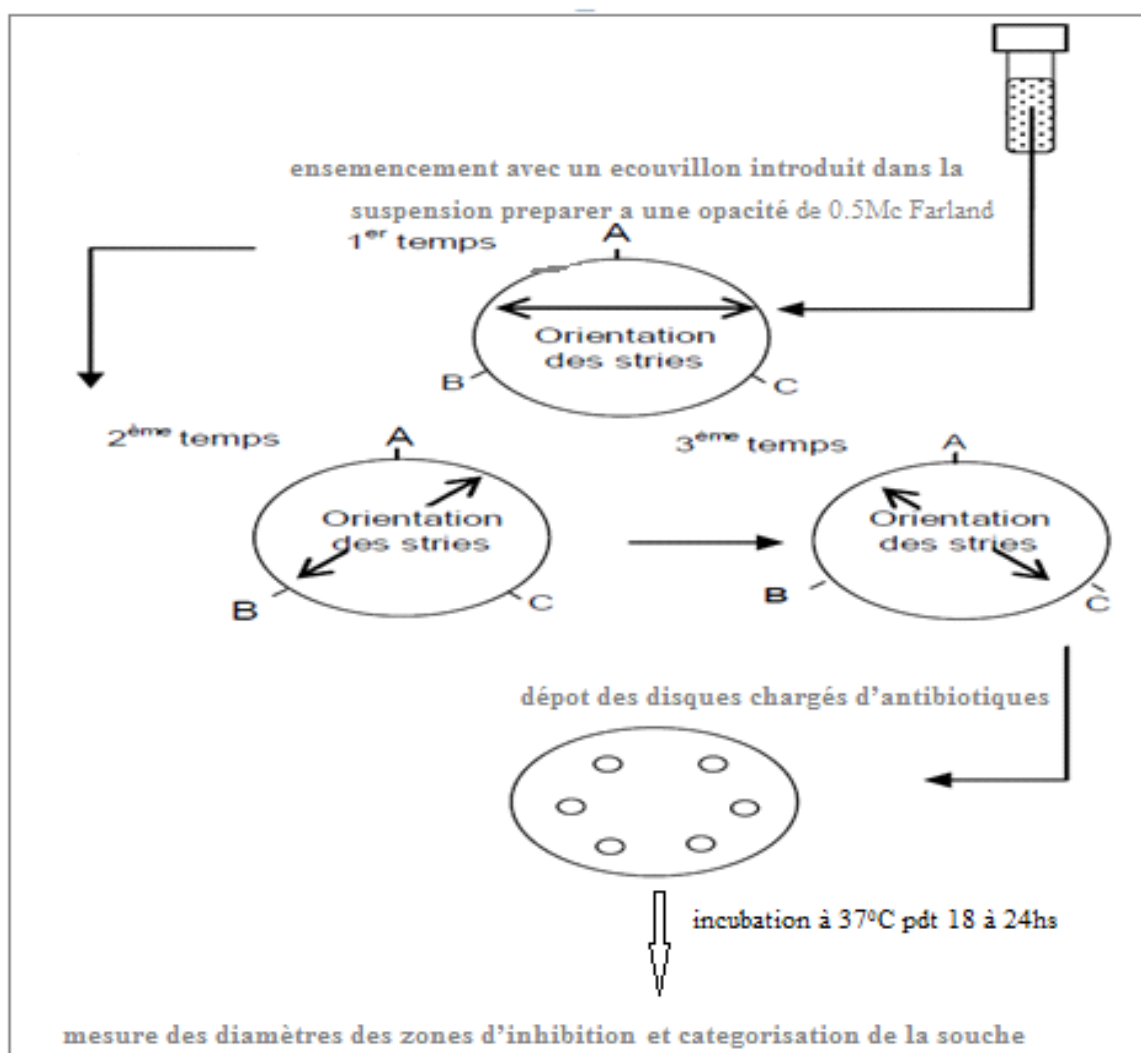 ensemencement avec un ecouvillon introduit dans la
suspension preparer a une opacité de 0.5Mc Farland
1er temps
A
Orientation
des stries
B
C
2ème temps
A
Orientation
des stries
B
C
3ème temps
A
Orientation
des stries
B
C
dépot des disques chargés d'antibiotiques
incubation à 37⁰C pdt 18 à 24hs
mesure des diamètres des zones d'inhibition et categorisation de la souche